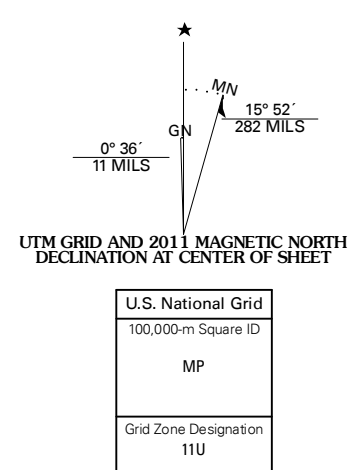 MN
15° 52´
282 MILS
GN
0° 36´
11 MILS
UTM GRID AND 2011 MAGNETIC NORTH
DECLINATION AT CENTER OF SHEET
U.S. National Grid
100,000-m Square ID
MP
Grid Zone Designation
11U